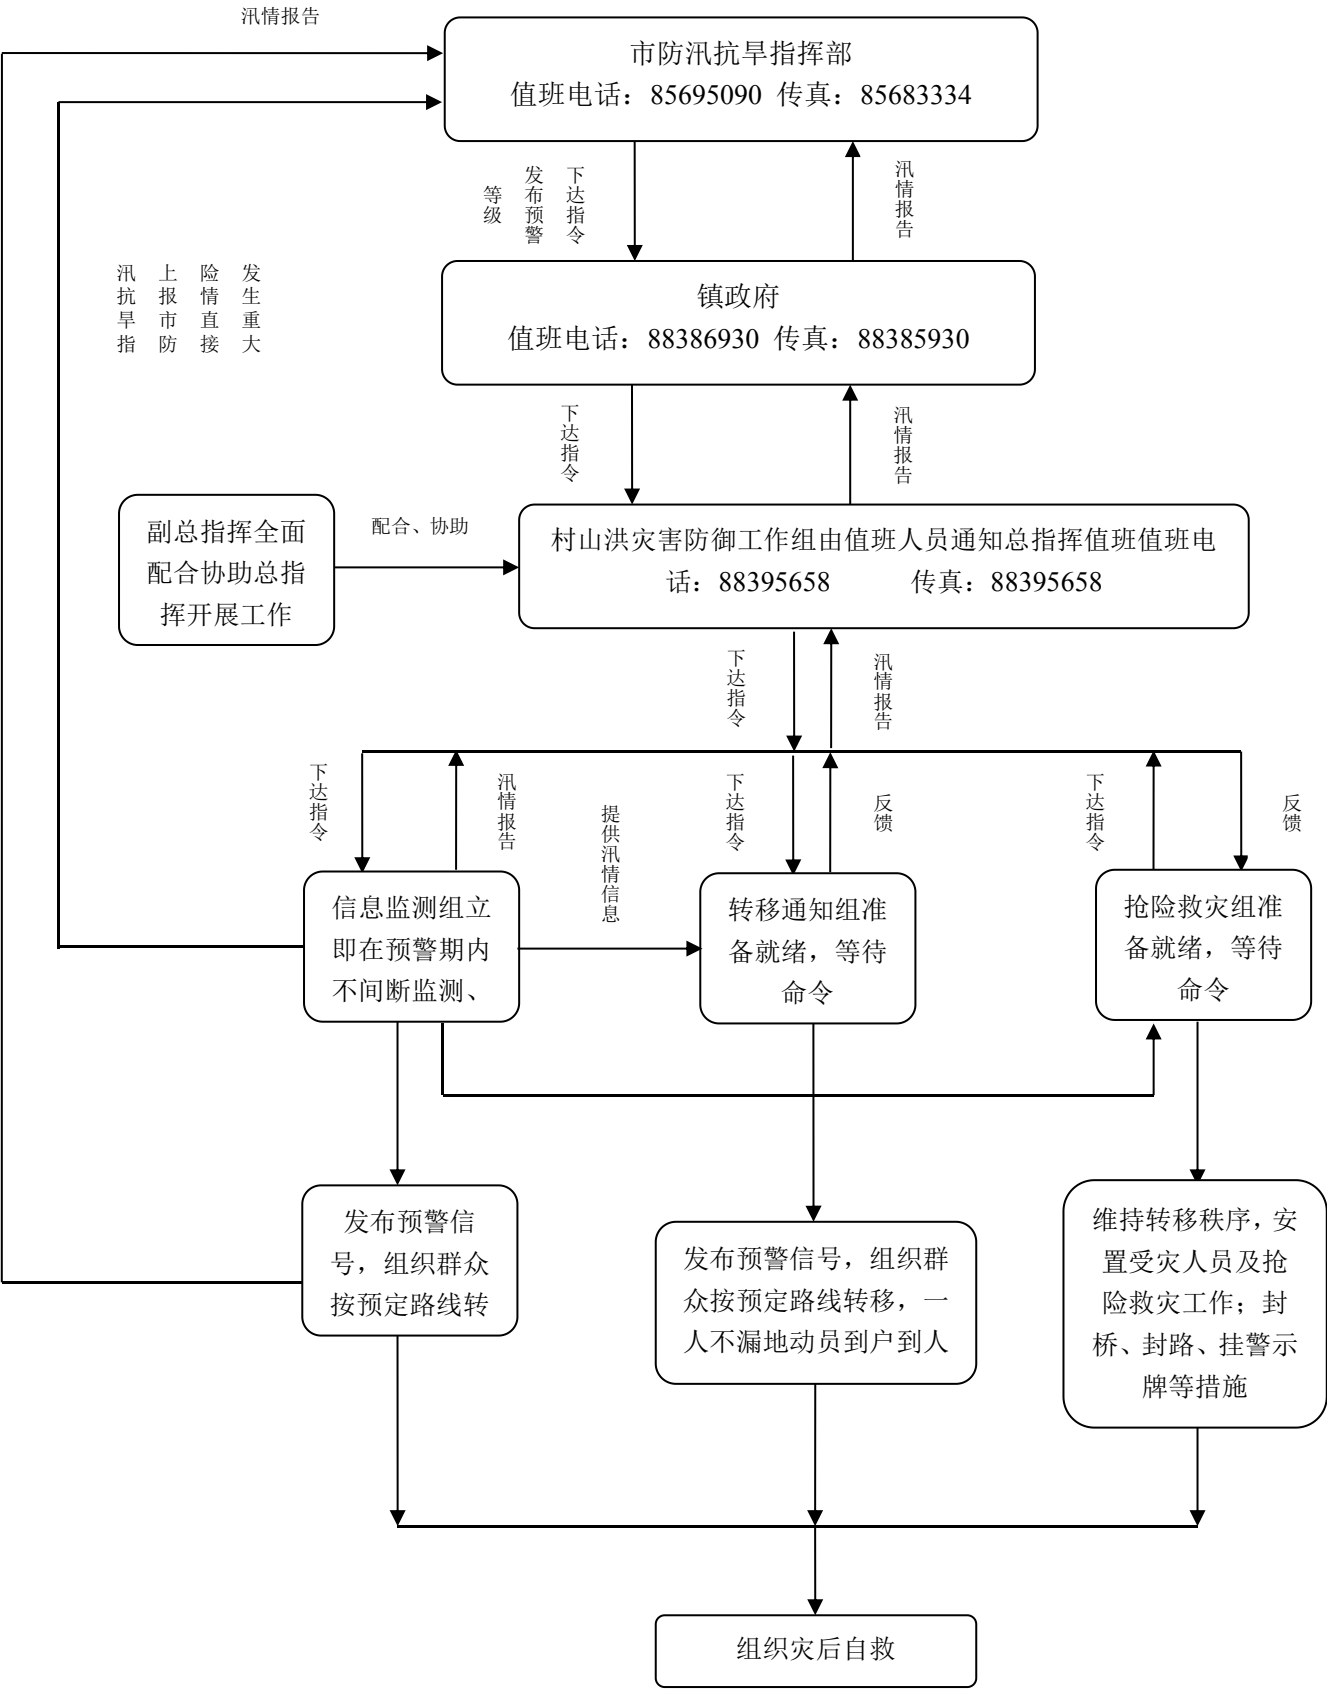 汛情报告
市防汛抗旱指挥部
值班电话：85695090 传真：85683334
下达指令
发布预警
等级
汛情报告
发生重大
险情直接
上报市防
汛抗旱指
镇政府
值班电话：88386930 传真：88385930
下达指令
汛情报告
副总指挥全面
配合协助总指
挥开展工作
配合、协助
村山洪灾害防御工作组由值班人员通知总指挥值班值班电
话：88395658 传真：88395658
下达指令
汛情报告
下达指令
汛情报告
提供汛情信息
下达指令
反馈
下达指令
反馈
信息监测组立
即在预警期内
不间断监测、
转移通知组准
备就绪，等待
命令
抢险救灾组准
备就绪，等待
命令
发布预警信
号，组织群众
按预定路线转
发布预警信号，组织群
众按预定路线转移，一
人不漏地动员到户到人
维持转移秩序，安
置受灾人员及抢
险救灾工作；封
桥、封路、挂警示
牌等措施
组织灾后自救